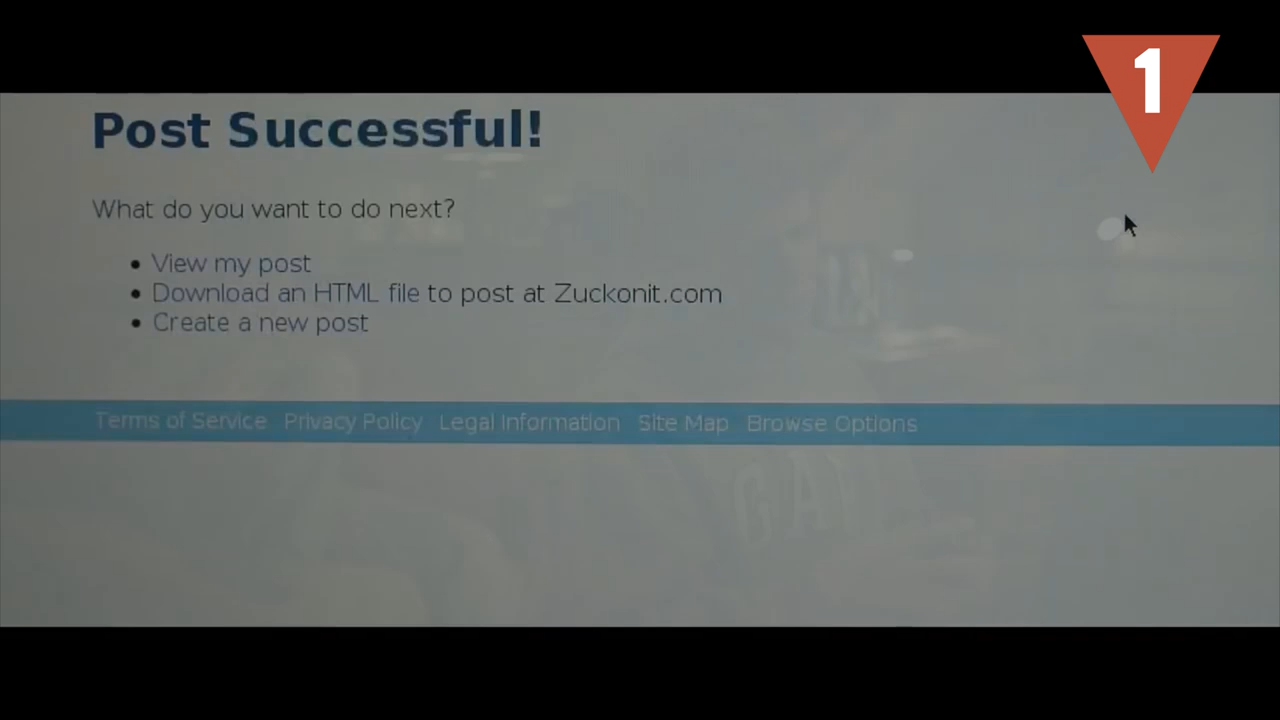 1
Post Successful!
What do you want to do next?
View my post
Download an HTML file to post at Zuckonit.com
Create a new post
Terms of Service Privacy Policy Legal Information Site Map Browse Options